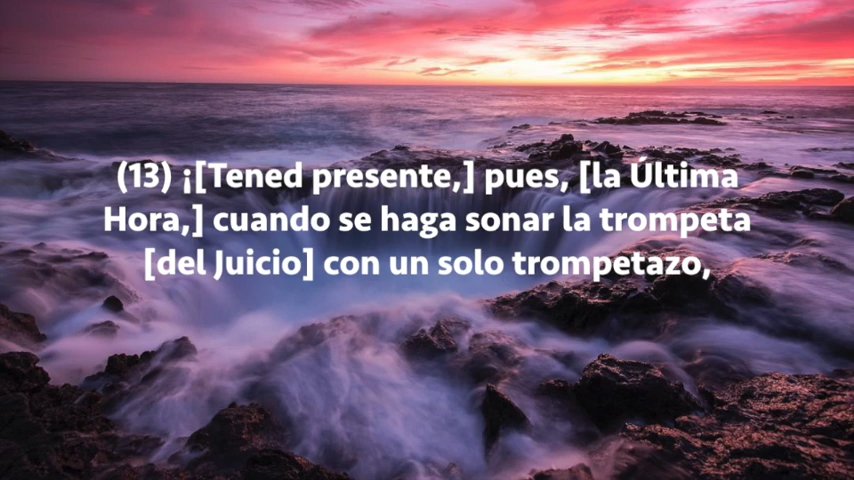 (13) ¡[Tened presente,] pues, [la Última
Hora,] cuando se haga sonar la trompeta
[del Juicio] con un solo trompetazo,